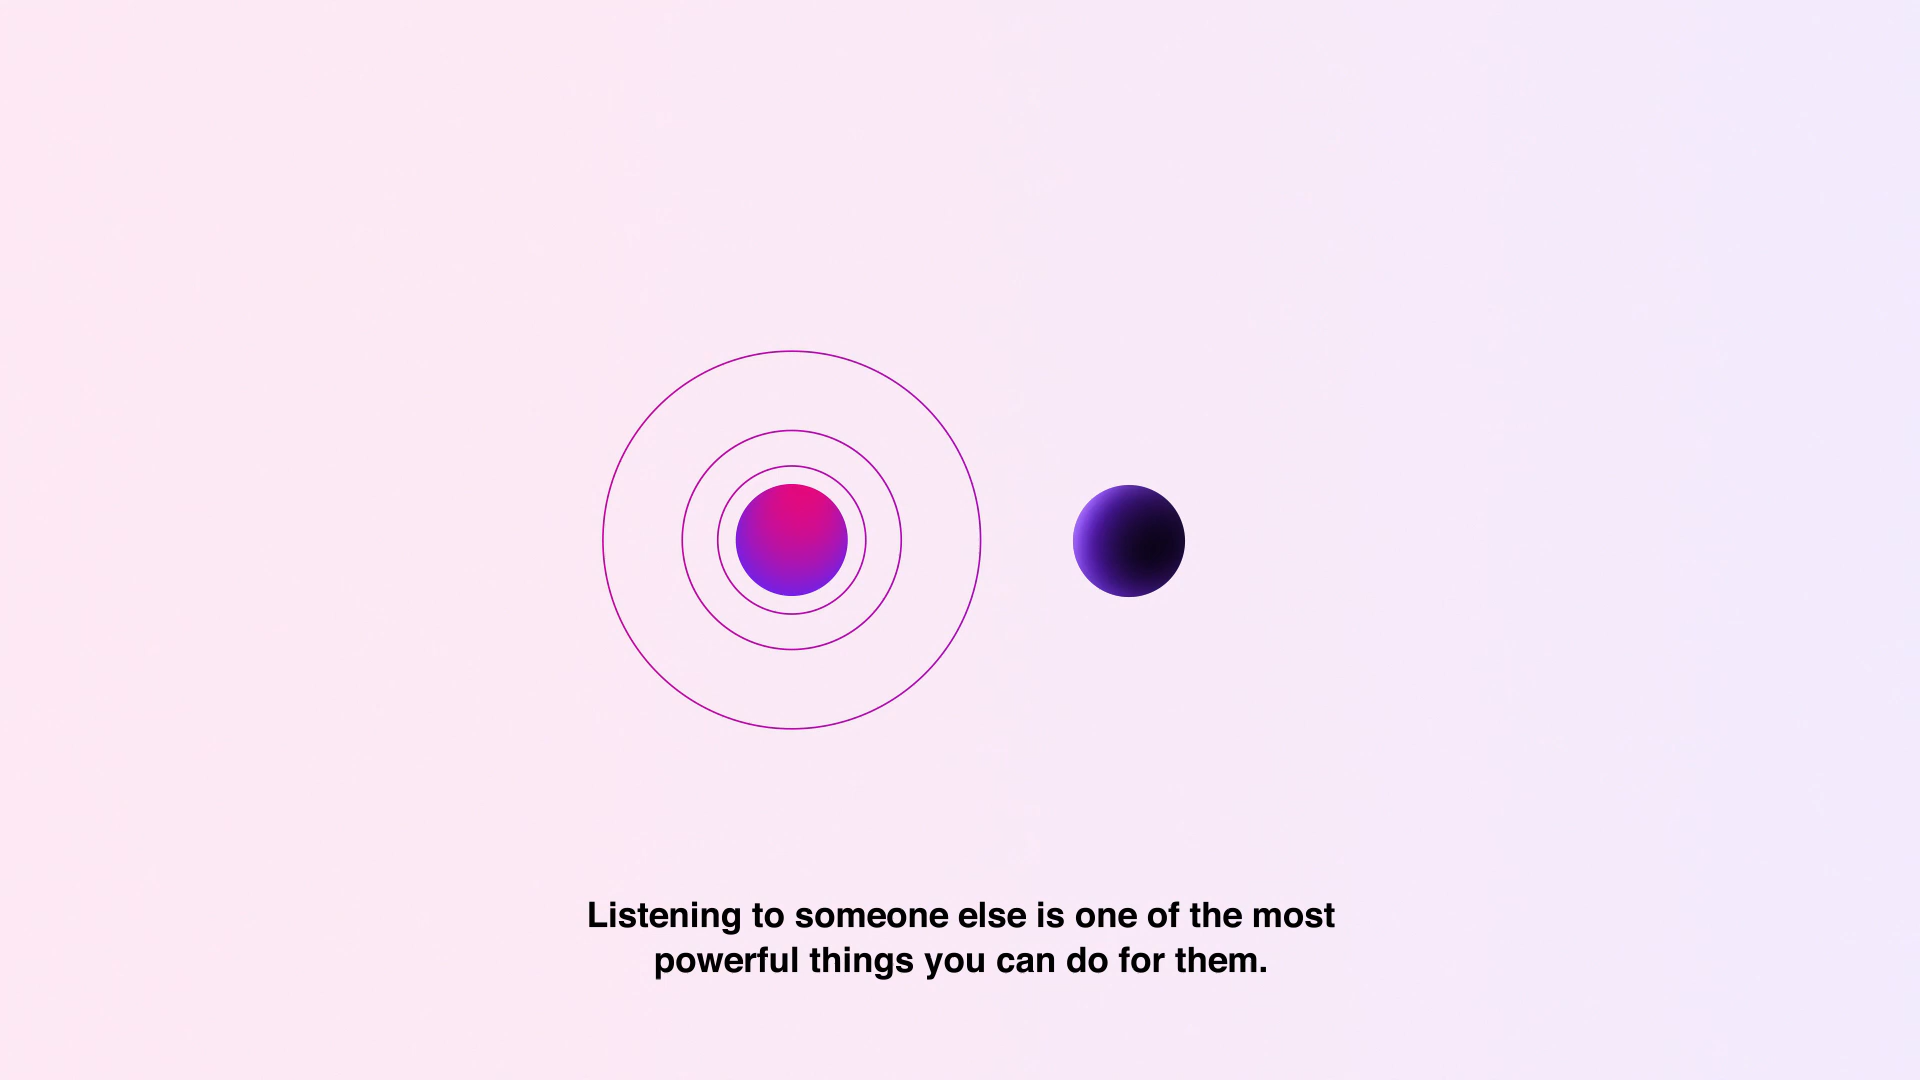 Listening to someone else is one of the most
powerful things you can do for them.